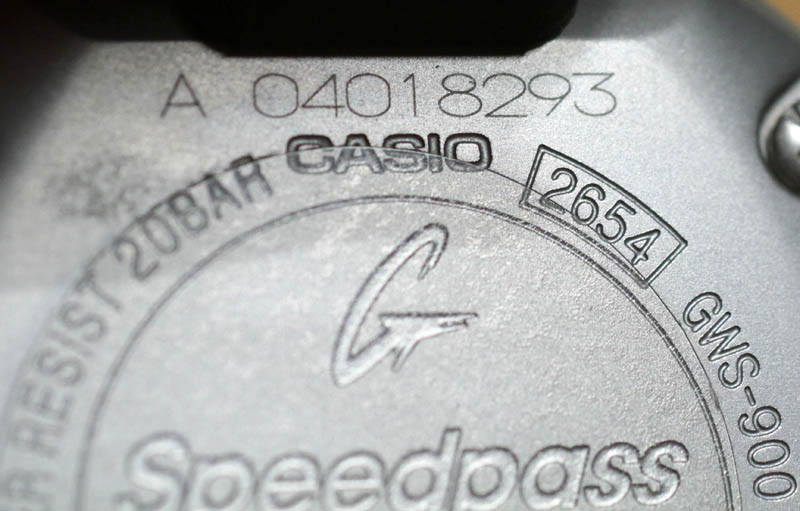 A 04018293
R RESIST 20BAR CASIO 2654 GWS-900
G
Speedpass